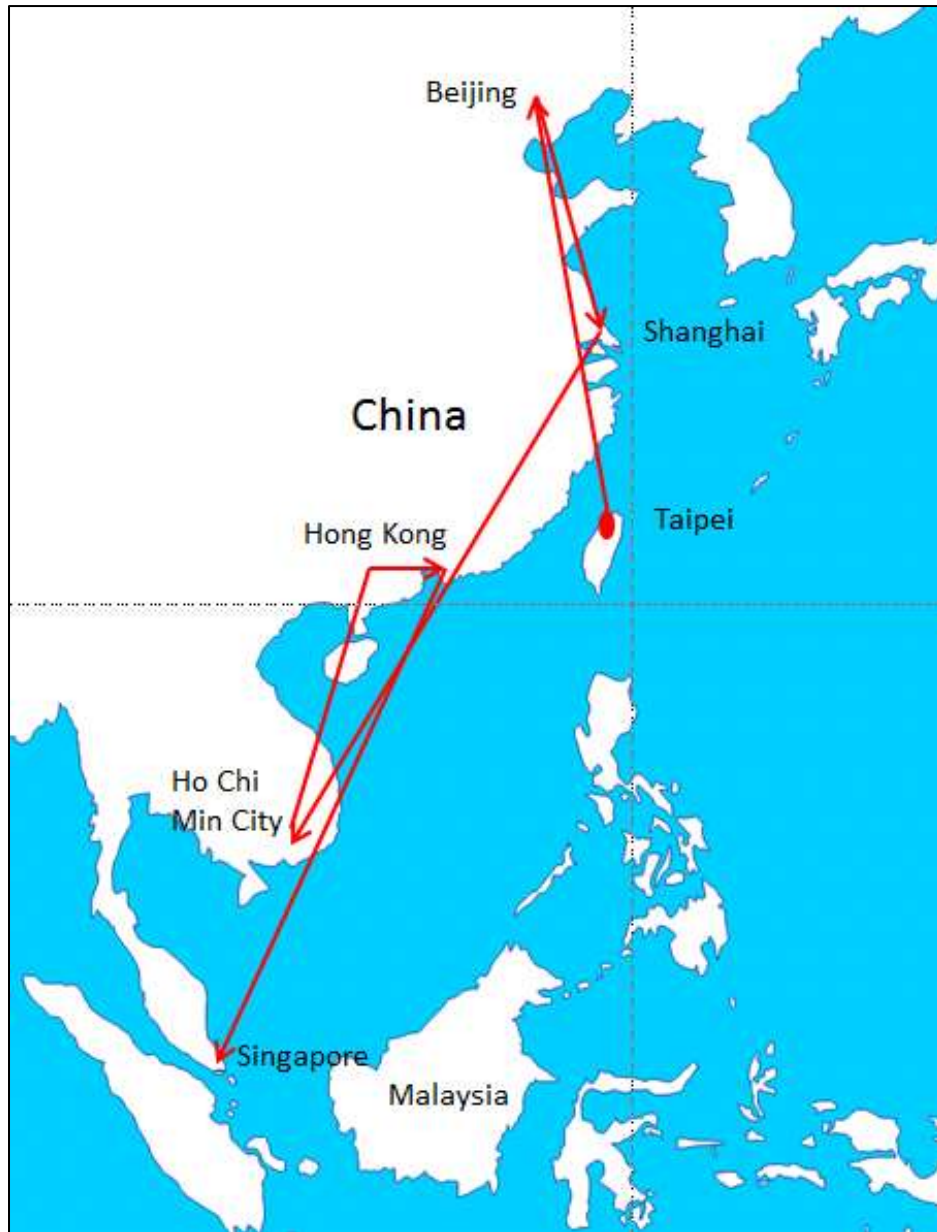 Beijing
Shanghai
China
Taipei
Hong Kong
Ho Chi
Min City
Singapore
Malaysia